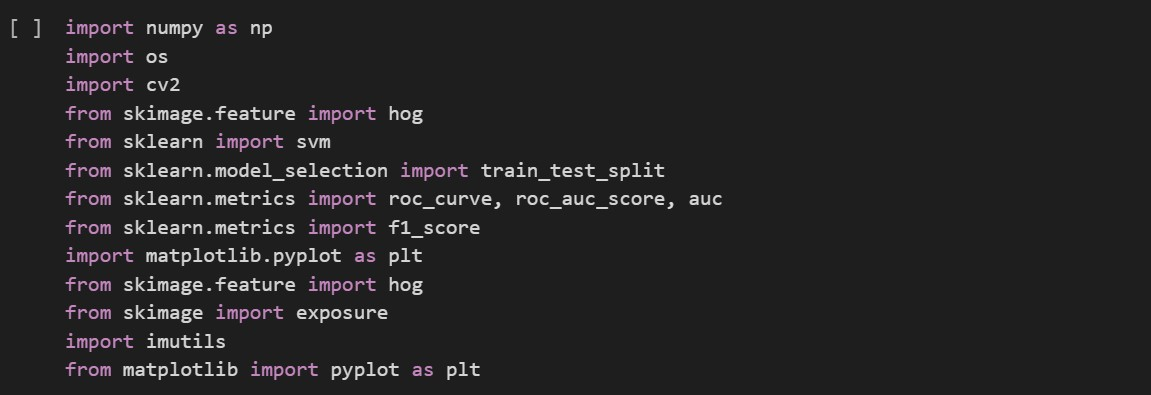 [ ] import numpy as np
import os
import cv2
from skimage.feature import hog
from sklearn import svm
from sklearn.model_selection import train_test_split
from sklearn.metrics import roc_curve, roc_auc_score, auc
from sklearn.metrics import f1_score
import matplotlib.pyplot as plt
from skimage.feature import hog
from skimage import exposure
import imutils
from matplotlib import pyplot as plt